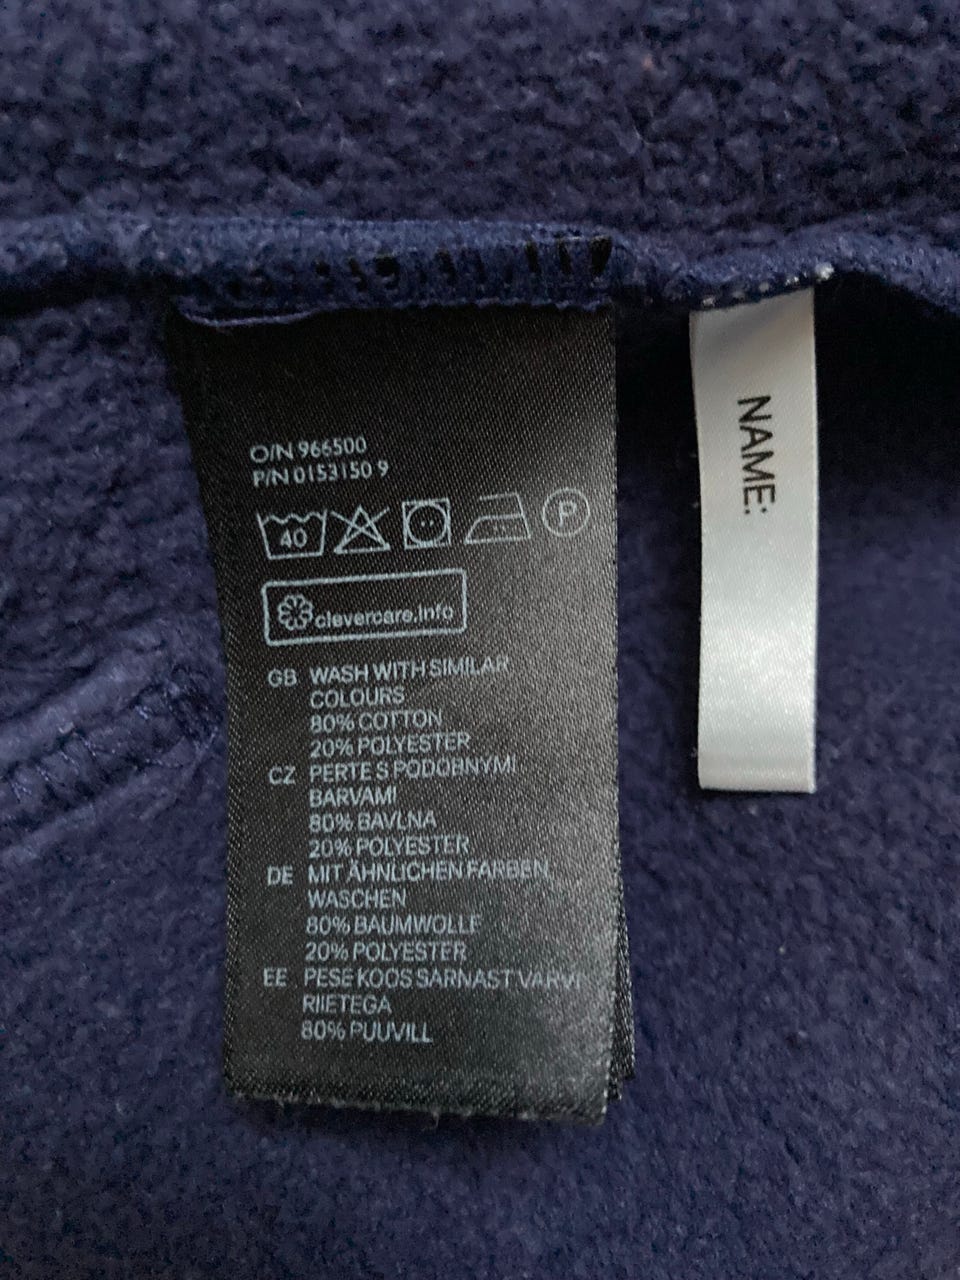 O/N 966500
P/N 0153150 9
40
P
clevercare.info
GB WASH WITH SIMILAR
COLOURS
80% COTTON
20% POLYESTER
CZ PERTE S PODOBNÝMI
BARVAMI
80% BAVLNA
20% POLYESTER
DE MIT ÄHNLICHEN FARBEN
WASCHEN
80% BAUMWOLLE
20% POLYESTER
EE PESE KOOS SARNAST VÄRVI
RIIETEGA
80% PUUVILL
NAME: